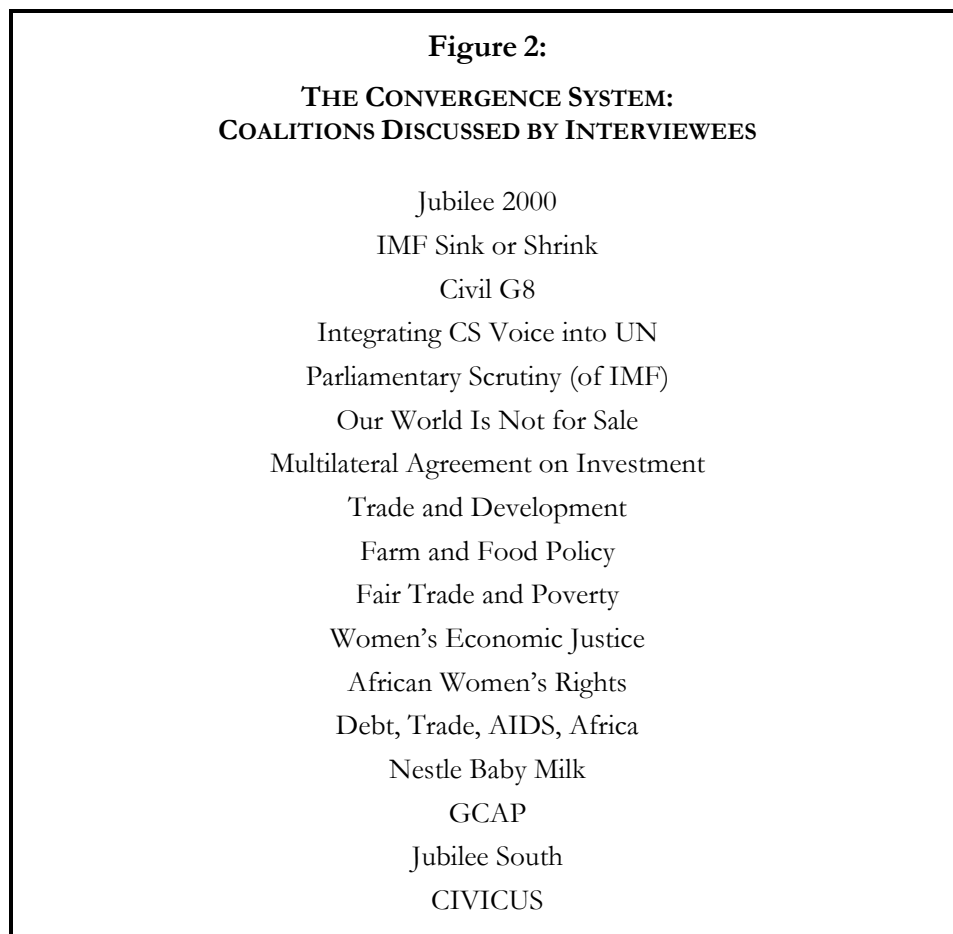 Figure 2:
THE CONVERGENCE SYSTEM:
COALITIONS DISCUSSED BY INTERVIEWEES
Jubilee 2000
IMF Sink or Shrink
Civil G8
Integrating CS Voice into UN
Parliamentary Scrutiny (of IMF)
Our World Is Not for Sale
Multilateral Agreement on Investment
Trade and Development
Farm and Food Policy
Fair Trade and Poverty
Women’s Economic Justice
African Women’s Rights
Debt, Trade, AIDS, Africa
Nestle Baby Milk
GCAP
Jubilee South
CIVICUS